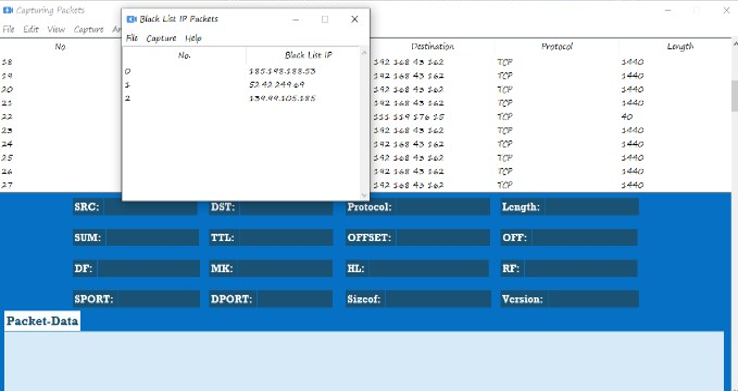 Capturing Packets
File Edit View Capture
No. Destination Protocol Length
18 192 168 43 162 TCP 1440
19 192 168 43 162 TCP 1440
20 192 168 43 162 TCP 1440
21 192 168 43 162 TCP 1440
22 111 119 176 15 TCP 40
23 192 168 43 162 TCP 1440
24 192 168 43 162 TCP 1440
25 192 168 43 162 TCP 1440
26 192 168 43 162 TCP 1440
27 192 168 43 162 TCP 1440
Black List IP Packets
File Capture Help
No. Black List IP
0 185.198.188.53
1 52.42.249.69
2 139.99.105.185
SRC: DST: Protocol: Length:
SUM: TTL: OFFSET: OFF:
DF: MK: HL: RF:
SPORT: DPORT: Sizeof: Version:
Packet-Data